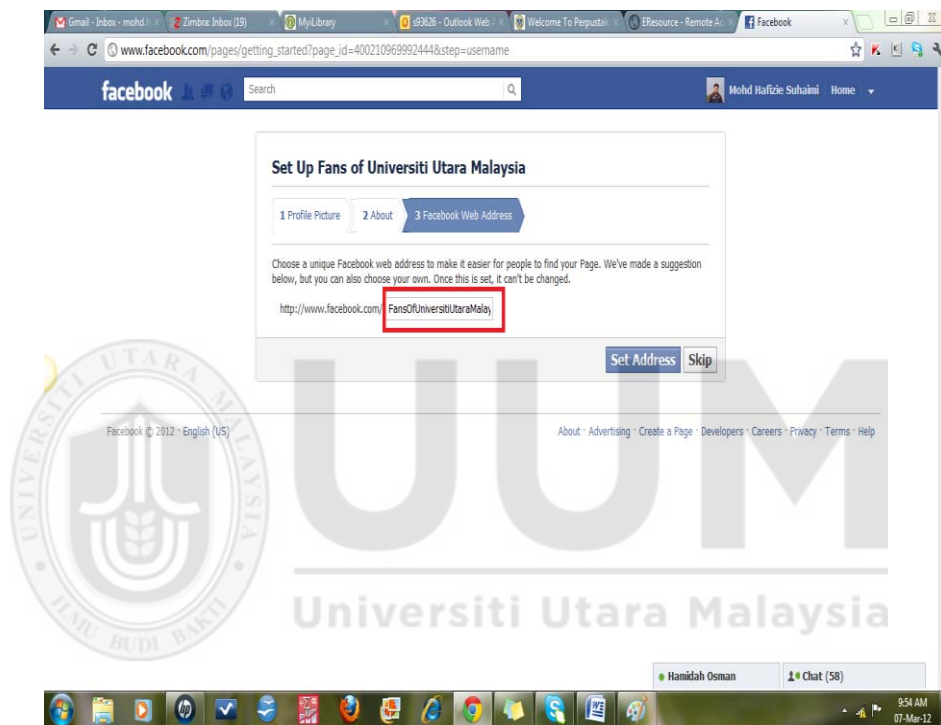 Gmail - Inbox - mohd.h
Zimbra: Inbox (19)
MyiLibrary
s93626 - Outlook Web A
Welcome To Perpustak
EResource - Remote Ac
Facebook
www.facebook.com/pages/getting_started?page_id=400210969992444&step=username
facebook
Search
Mohd Hafizie Suhaimi
Home
Set Up Fans of Universiti Utara Malaysia
1 Profile Picture
2 About
3 Facebook Web Address
Choose a unique Facebook web address to make it easier for people to find your Page. We've made a suggestion
below, but you can also choose your own. Once this is set, it can't be changed.
http://www.facebook.com/ FansOfUniversitiUtaraMalay
Set Address
Skip
Facebook © 2012 · English (US)
About · Advertising · Create a Page · Developers · Careers · Privacy · Terms · Help
UNIVERSITI UTARA MALAYSIA
ILMU BUDI BAKTI
UUM
Universiti Utara Malaysia
Hamidah Osman
Chat (58)
9:54 AM
07-Mar-12